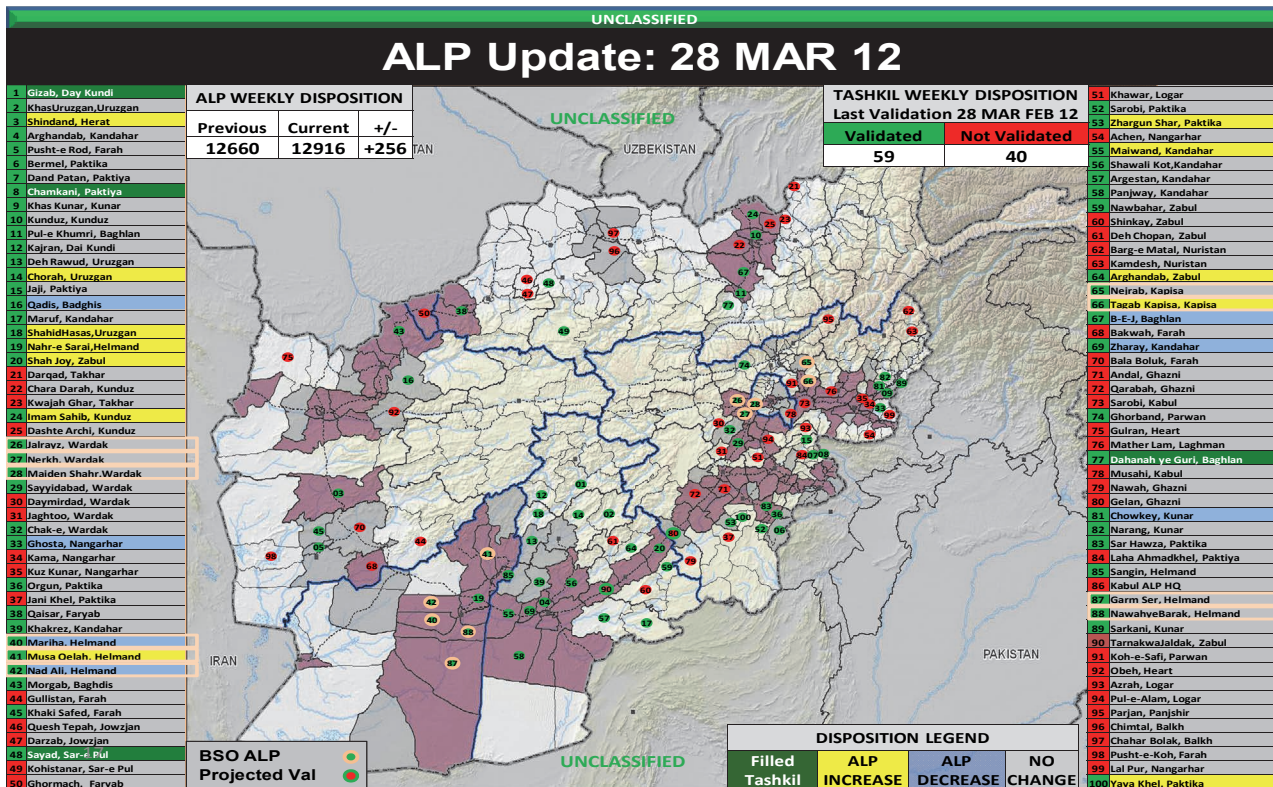 UNCLASSIFIED
ALP Update: 28 MAR 12
1 Gizab, Day Kundi
2 KhasUruzgan,Uruzgan
3 Shindand, Herat
4 Arghandab, Kandahar
5 Pusht-e Rod, Farah
6 Bermel, Paktika
7 Dand Patan, Paktiya
8 Chamkani, Paktiya
9 Khas Kunar, Kunar
10 Kunduz, Kunduz
11 Pul-e Khumri, Baghlan
12 Kajran, Dai Kundi
13 Deh Rawud, Uruzgan
14 Chorah, Uruzgan
15 Jaji, Paktiya
16 Qadis, Badghis
17 Maruf, Kandahar
18 ShahidHasas,Uruzgan
19 Nahr-e Sarai,Helmand
20 Shah Joy, Zabul
21 Darqad, Takhar
22 Chara Darah, Kunduz
23 Kwajah Ghar, Takhar
24 Imam Sahib, Kunduz
25 Dashte Archi, Kunduz
26 Jalrayz, Wardak
27 Nerkh, Wardak
28 Maiden Shahr,Wardak
29 Sayyidabad, Wardak
30 Daymirdad, Wardak
31 Jaghtoo, Wardak
32 Chak-e, Wardak
33 Ghosta, Nangarhar
34 Kama, Nangarhar
35 Kuz Kunar, Nangarhar
36 Orgun, Paktika
37 Jani Khel, Paktika
38 Qaisar, Faryab
39 Khakrez, Kandahar
40 Mariha, Helmand
41 Musa Qelah, Helmand
42 Nad Ali, Helmand
43 Morgab, Baghdis
44 Gullistan, Farah
45 Khaki Safed, Farah
46 Quesh Tepah, Jowzjan
47 Darzab, Jowzjan
48 Sayad, Sar-e Pul
49 Kohistanar, Sar-e Pul
50 Ghormach, Faryab
ALP WEEKLY DISPOSITION
Previous Current +/-
12660 12916 +256
UNCLASSIFIED
TAN
UZBEKISTAN
IRAN
PAKISTAN
UNCLASSIFIED
BSO ALP
Projected Val
TASHKIL WEEKLY DISPOSITION
Last Validation 28 MAR FEB 12
Validated Not Validated
59 40
DISPOSITION LEGEND
Filled Tashkil ALP INCREASE ALP DECREASE NO CHANGE
51 Khawar, Logar
52 Sarobi, Paktika
53 Zhargun Shar, Paktika
54 Achen, Nangarhar
55 Maiwand, Kandahar
56 Shawali Kot,Kandahar
57 Argestan, Kandahar
58 Panjway, Kandahar
59 Nawbahar, Zabul
60 Shinkay, Zabul
61 Deh Chopan, Zabul
62 Barg-e Matal, Nuristan
63 Kamdesh, Nuristan
64 Arghandab, Zabul
65 Nejrab, Kapisa
66 Tagab Kapisa, Kapisa
67 B-E-J, Baghlan
68 Bakwah, Farah
69 Zharay, Kandahar
70 Bala Boluk, Farah
71 Andal, Ghazni
72 Qarabah, Ghazni
73 Sarobi, Kabul
74 Ghorband, Parwan
75 Gulran, Heart
76 Mather Lam, Laghman
77 Dahanah ye Guri, Baghlan
78 Musahi, Kabul
79 Nawah, Ghazni
80 Gelan, Ghazni
81 Chowkey, Kunar
82 Narang, Kunar
83 Sar Hawza, Paktika
84 Laha Ahmadkhel, Paktiya
85 Sangin, Helmand
86 Kabul ALP HQ
87 Garm Ser, Helmand
88 NawahyeBarak, Helmand
89 Sarkani, Kunar
90 TarnakwaJaldak, Zabul
91 Koh-e-Safi, Parwan
92 Obeh, Heart
93 Azrah, Logar
94 Pul-e-Alam, Logar
95 Parjan, Panjshir
96 Chimtal, Balkh
97 Chahar Bolak, Balkh
98 Pusht-e-Koh, Farah
99 Lal Pur, Nangarhar
100 Yaya Khel, Paktika